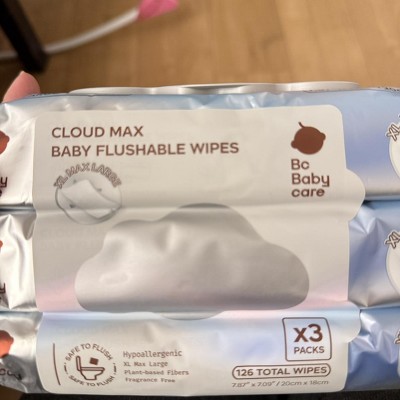 CLOUD MAX
BABY FLUSHABLE WIPES
XL MAX LARGE
Bc
Baby
care
SAFE TO FLUSH
SAFE TO FLUSH
Hypoallergenic
XL Max Large
Plant-based Fibers
Fragrance Free
X3
PACKS
126 TOTAL WIPES
7.87" x 7.09" / 20cm x 18cm